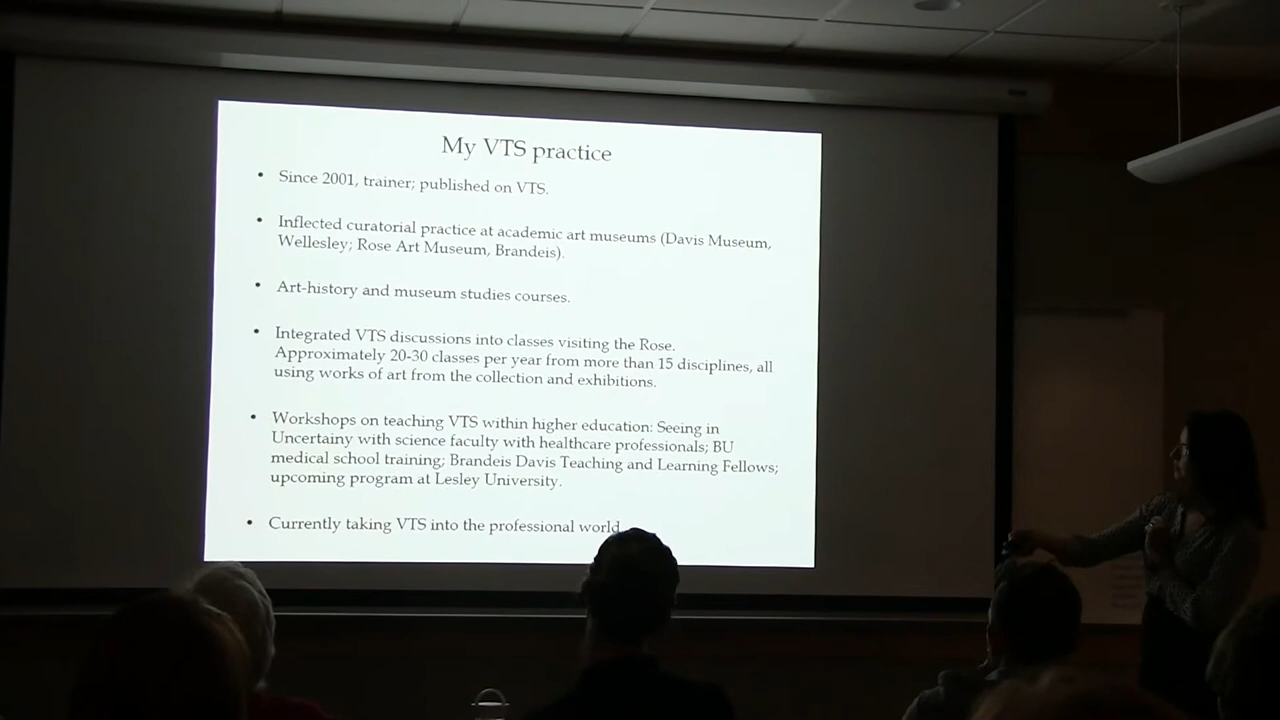 My VTS practice
• Since 2001, trainer; published on VTS.
• Inflected curatorial practice at academic art museums (Davis Museum,
Wellesley; Rose Art Museum, Brandeis).
• Art-history and museum studies courses.
• Integrated VTS discussions into classes visiting the Rose.
Approximately 20-30 classes per year from more than 15 disciplines, all
using works of art from the collection and exhibitions.
• Workshops on teaching VTS within higher education: Seeing in
Uncertainy with science faculty with healthcare professionals; BU
medical school training; Brandeis Davis Teaching and Learning Fellows;
upcoming program at Lesley University.
• Currently taking VTS into the professional world